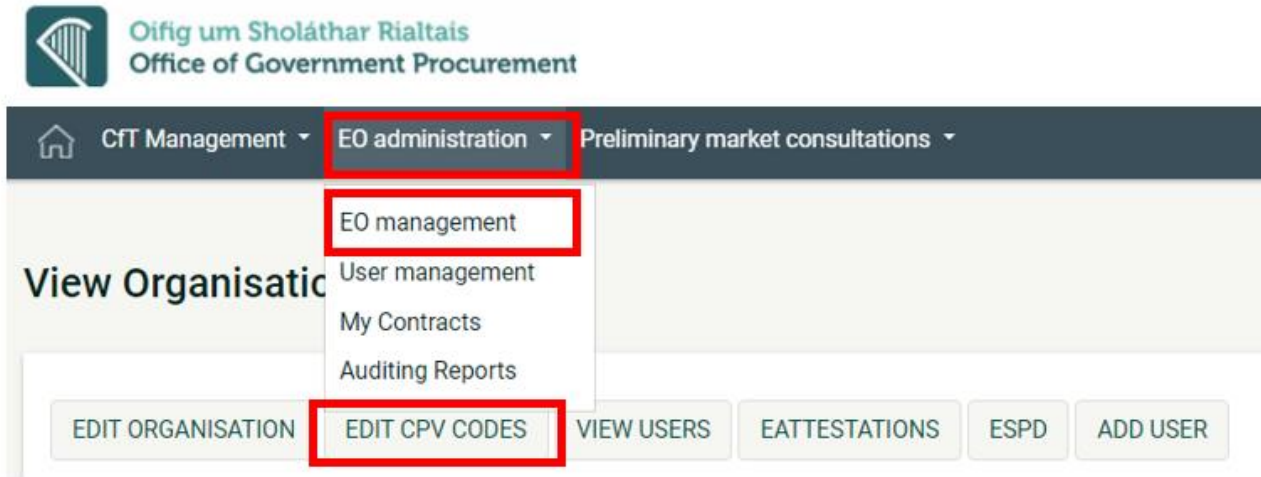 Oifig um Sholáthar Rialtais
Office of Government Procurement
CfT Management EO administration Preliminary market consultations
EO management
View Organisatio
User management
My Contracts
Auditing Reports
EDIT ORGANISATION EDIT CPV CODES VIEW USERS EATTESTATIONS ESPD ADD USER